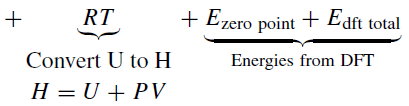 + RT + E_zero point + E_dft total
Convert U to H Energies from DFT
H = U + PV